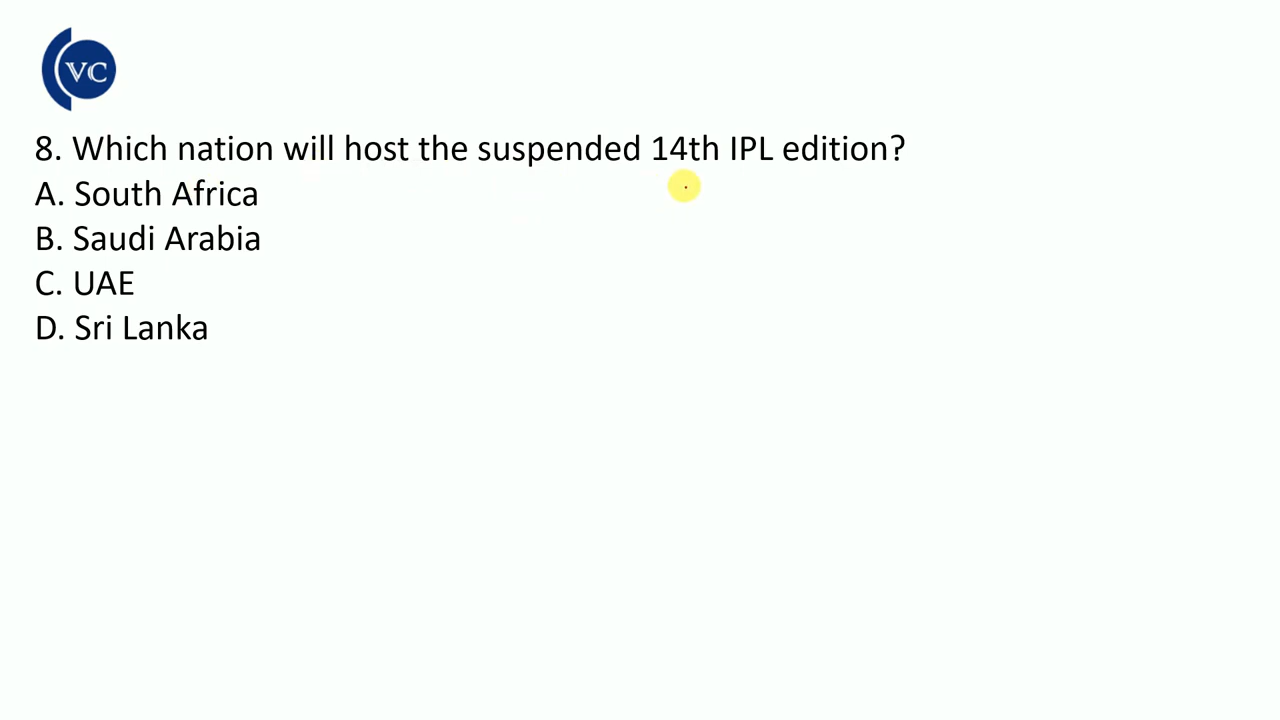 VC
8. Which nation will host the suspended 14th IPL edition?
A. South Africa
B. Saudi Arabia
C. UAE
D. Sri Lanka